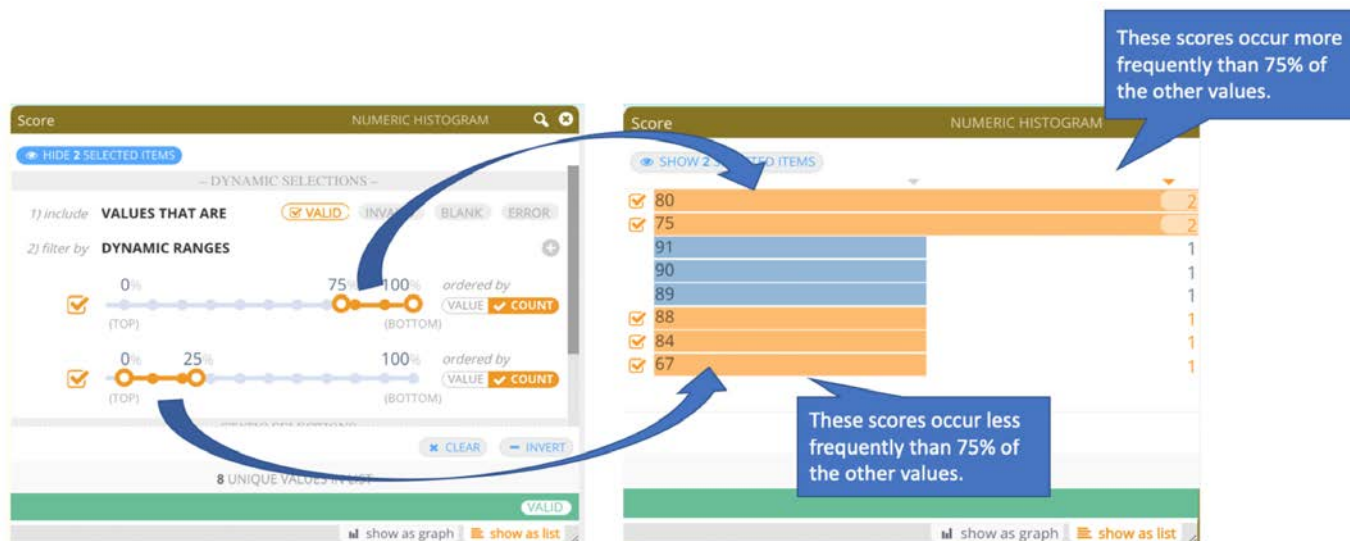 These scores occur more
frequently than 75% of
the other values.
Score NUMERIC HISTOGRAM
HIDE 2 SELECTED ITEMS
– DYNAMIC SELECTIONS –
1) include VALUES THAT ARE VALID BLANK ERROR
2) filter by DYNAMIC RANGES
0% 75% 100% ordered by
VALUE COUNT
(TOP) (BOTTOM)
0% 25% 100% ordered by
VALUE COUNT
(TOP) (BOTTOM)
CLEAR INVERT
8 UNIQUE VALUES IN LIST
VALID
show as graph show as list
Score NUMERIC HISTOGRAM
SHOW 2 ITEMS
80 2
75 2
91 1
90 1
89 1
88 1
84 1
67 1
These scores occur less
frequently than 75% of
the other values.
show as graph show as list